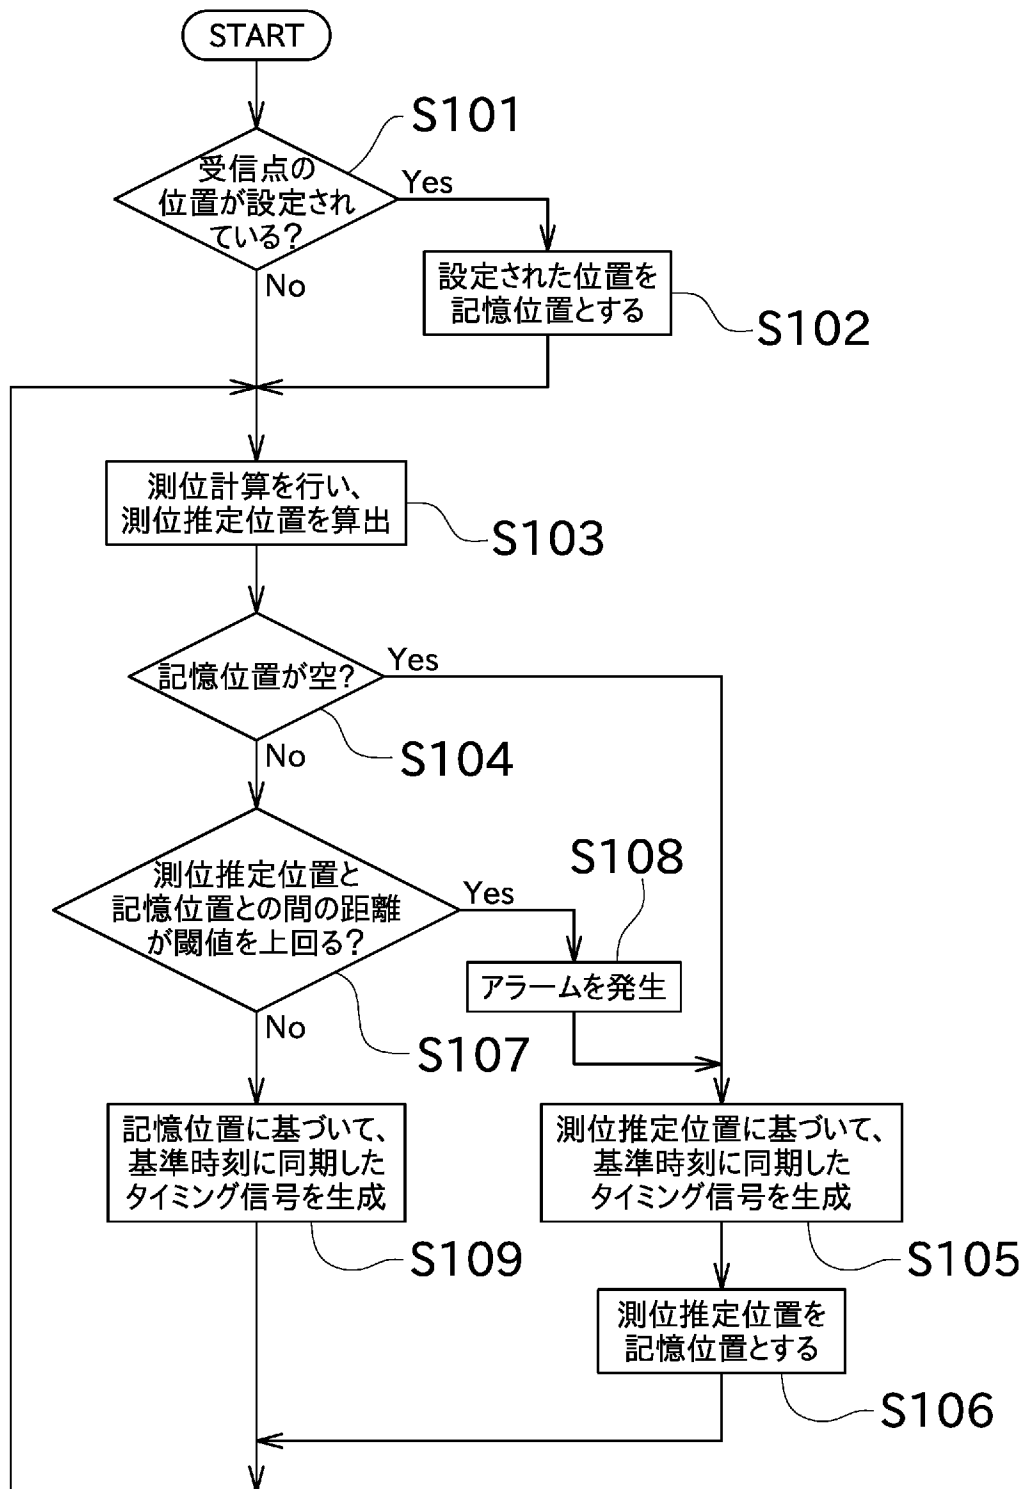 START
S101
受信点の
位置が設定され
ている?
Yes
No
設定された位置を
記憶位置とする
S102
測位計算を行い、
測位推定位置を算出
S103
記憶位置が空?
Yes
No
S104
測位推定位置と
記憶位置との間の距離
が閾値を上回る?
Yes
No
S107
S108
アラームを発生
記憶位置に基づいて、
基準時刻に同期した
タイミング信号を生成
S109
測位推定位置に基づいて、
基準時刻に同期した
タイミング信号を生成
S105
測位推定位置を
記憶位置とする
S106